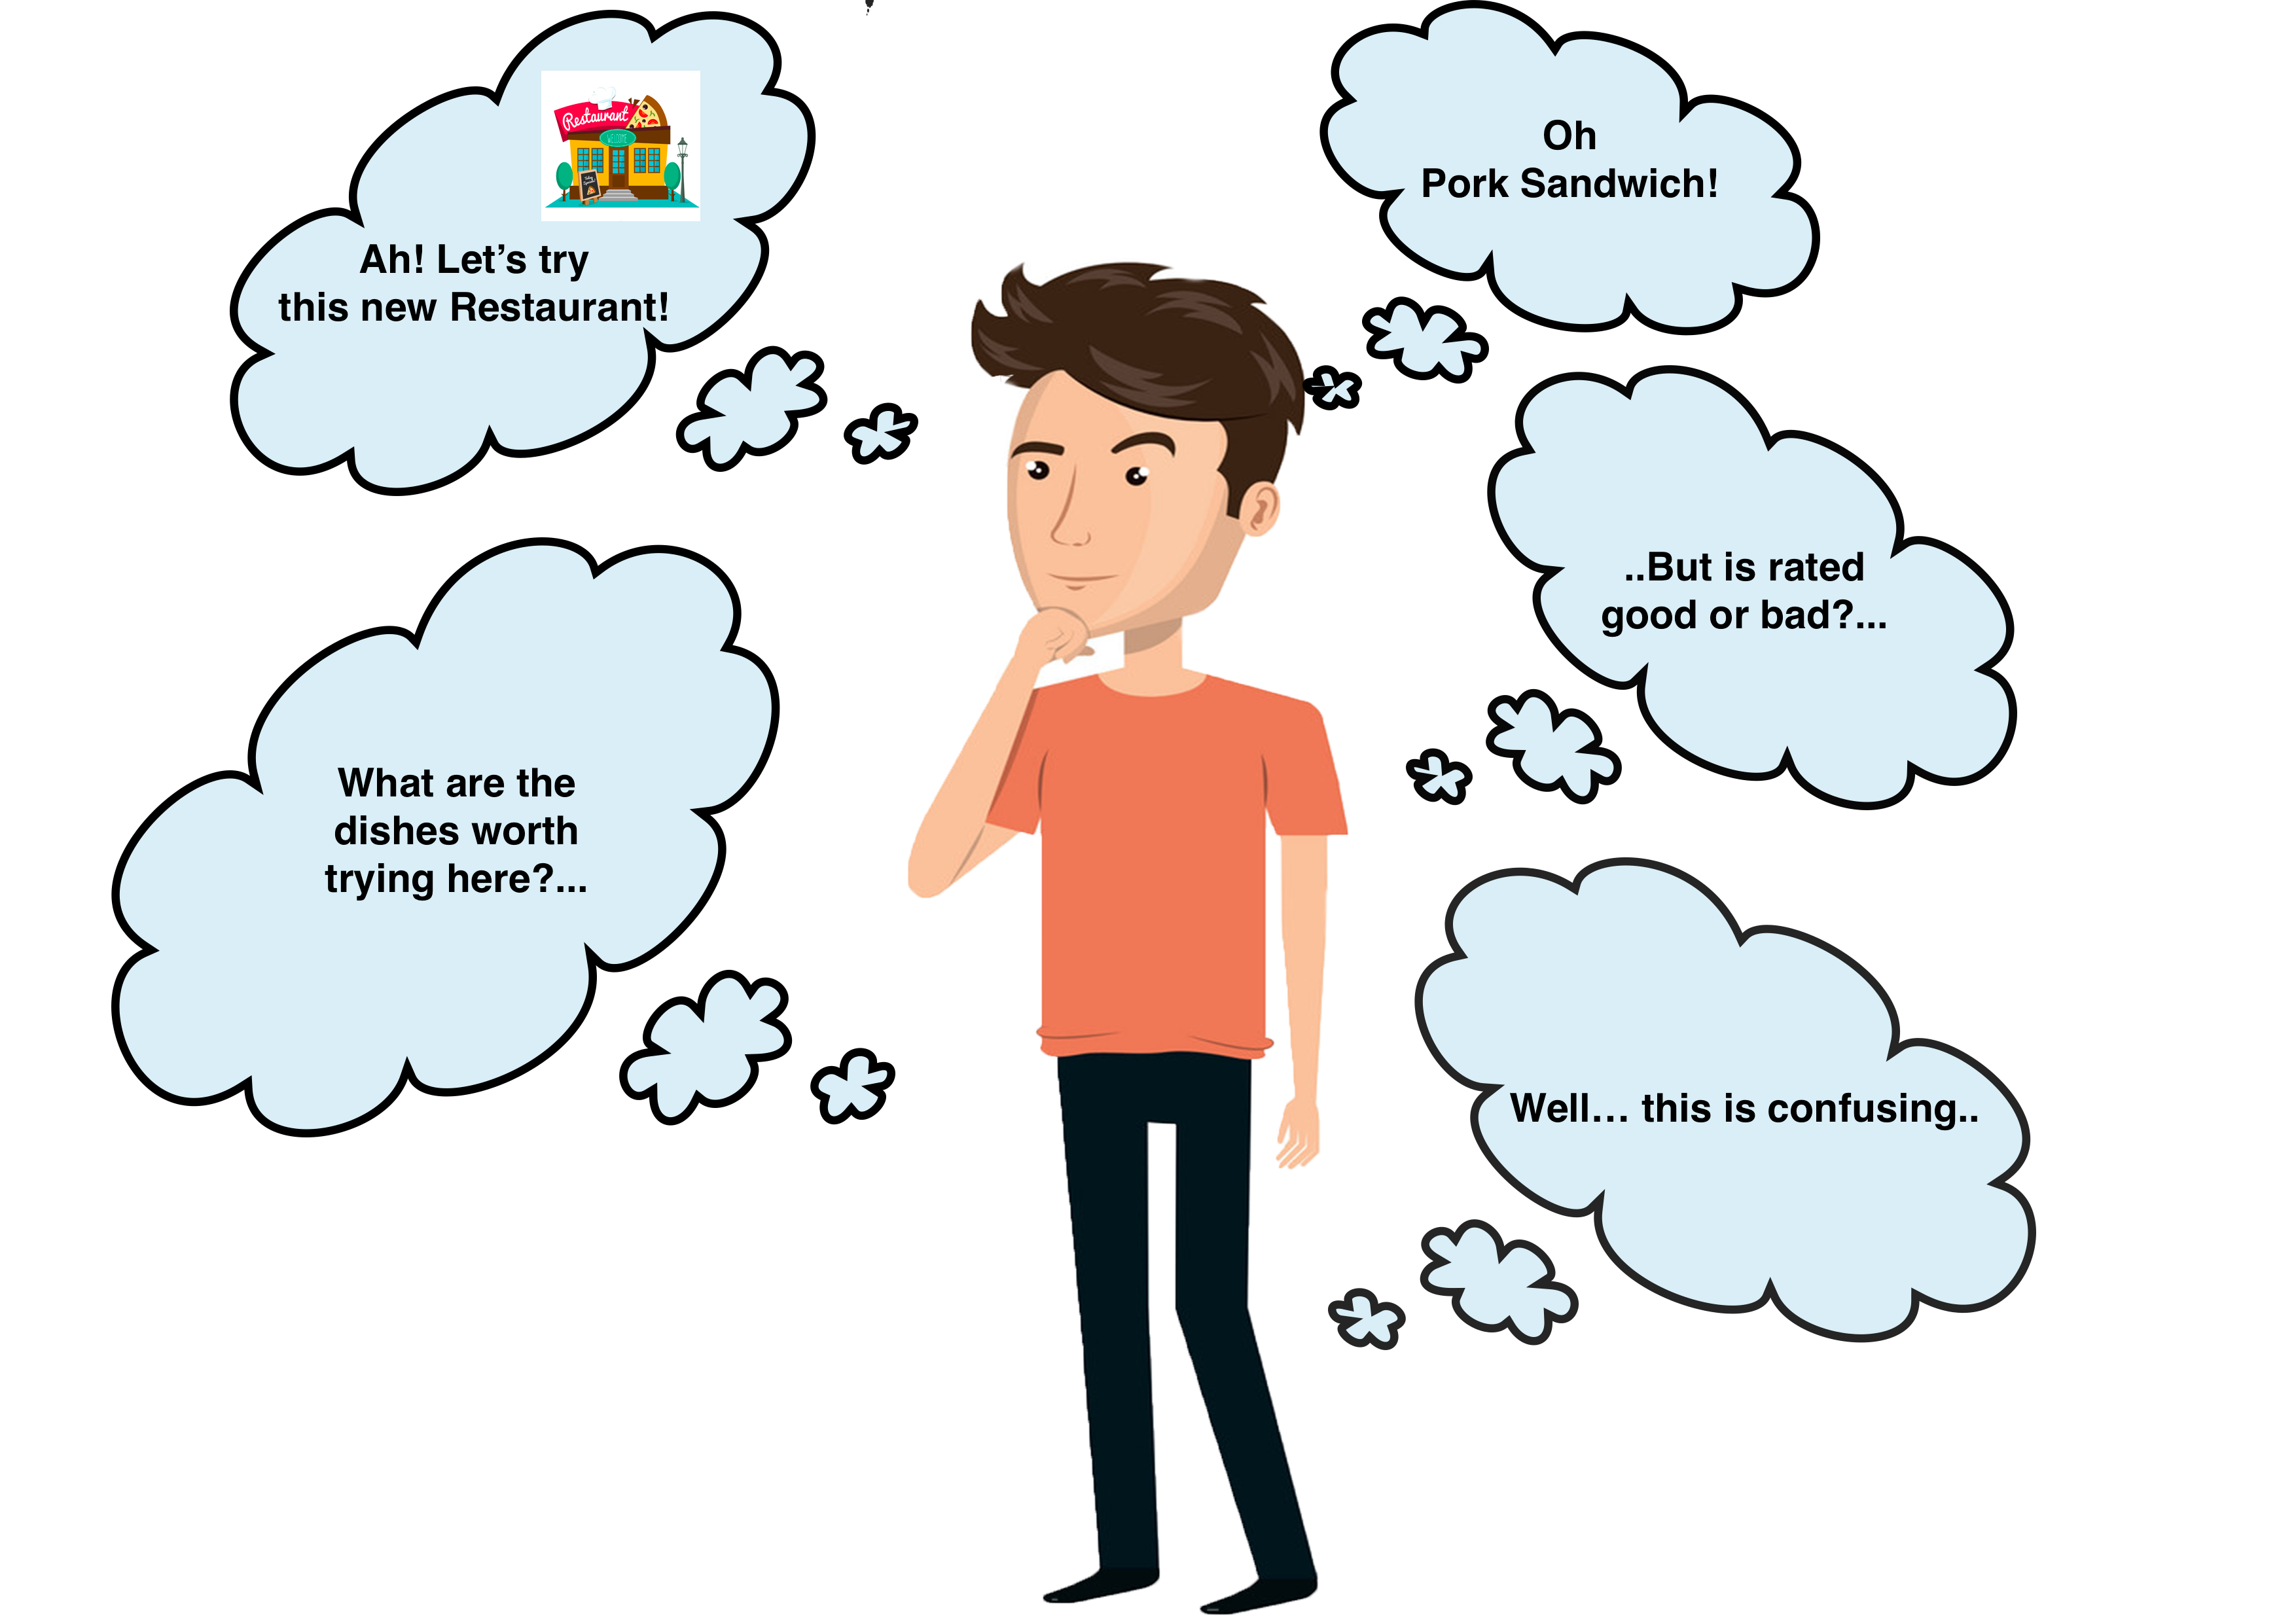 Restaurant
WELCOME
Ah! Let’s try
this new Restaurant!
What are the
dishes worth
trying here?...
Oh
Pork Sandwich!
..But is rated
good or bad?...
Well... this is confusing..